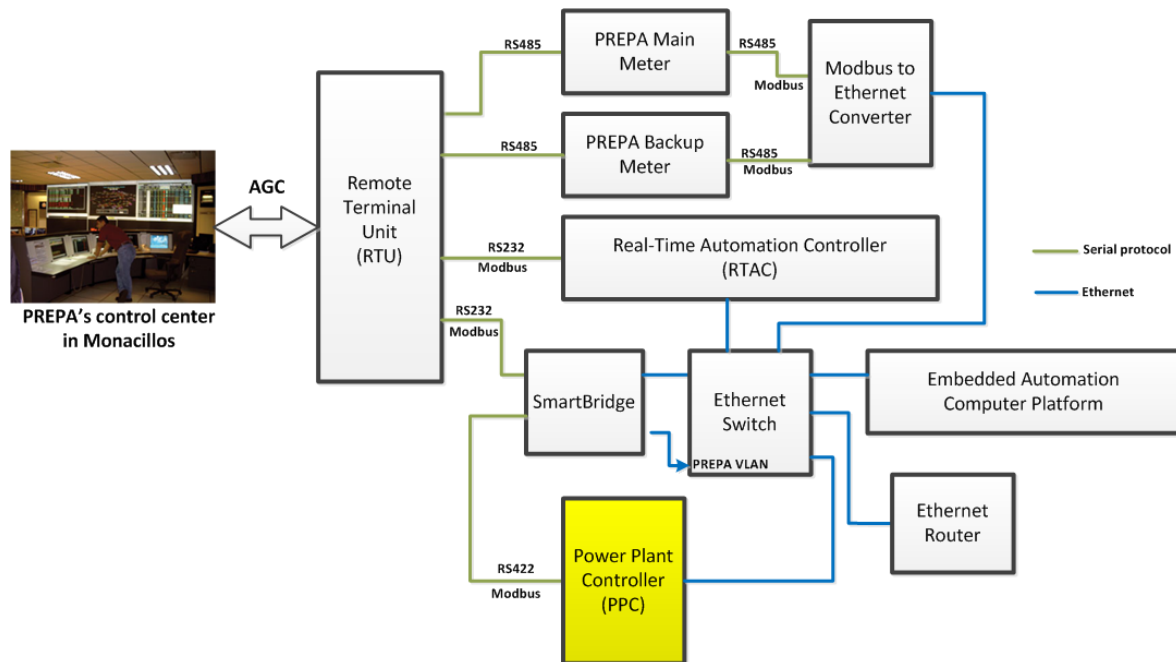 AGC
PREPA's control center
in Monacillos
Remote
Terminal
Unit
(RTU)
RS485
PREPA Main
Meter
RS485
Modbus
Modbus to
Ethernet
Converter
RS485
PREPA Backup
Meter
RS485
Modbus
RS232
Modbus
Real-Time Automation Controller
(RTAC)
Serial protocol
Ethernet
RS232
Modbus
SmartBridge
Ethernet
Switch
PREPA VLAN
Embedded Automation
Computer Platform
Ethernet
Router
RS422
Modbus
Power Plant
Controller
(PPC)